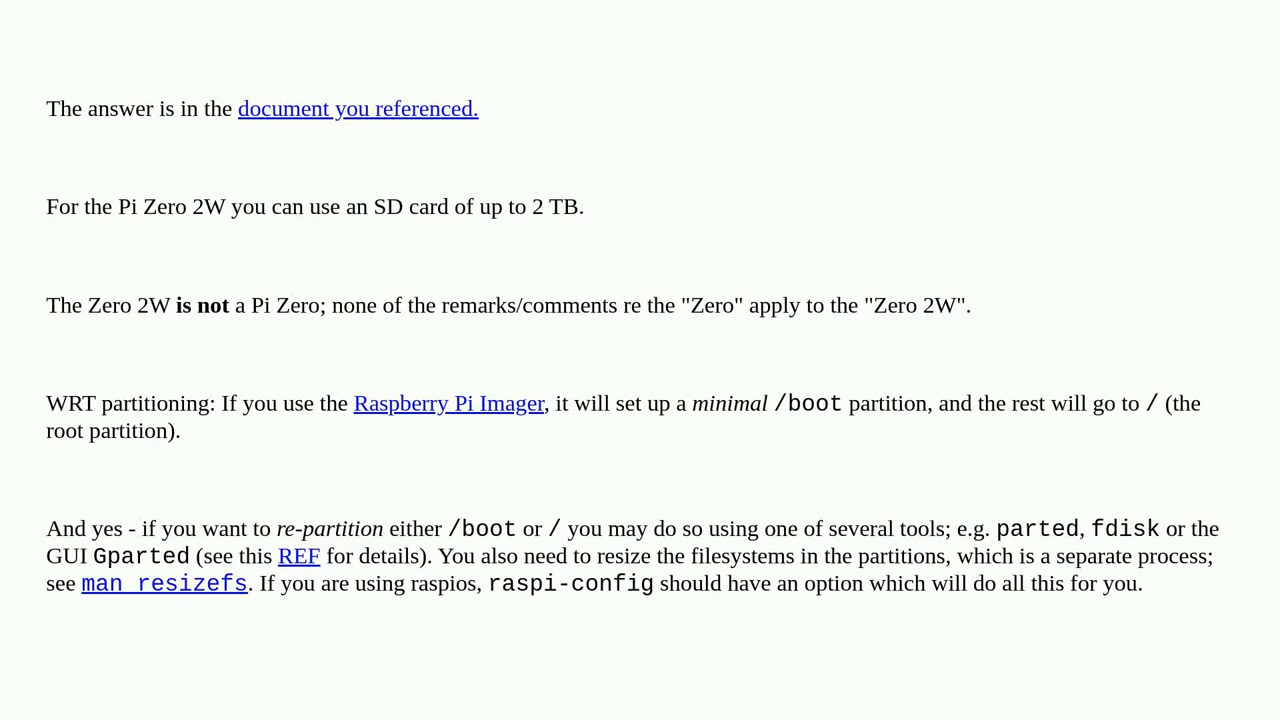 The answer is in the document you referenced.
For the Pi Zero 2W you can use an SD card of up to 2 TB.
The Zero 2W is not a Pi Zero; none of the remarks/comments re the "Zero" apply to the "Zero 2W".
WRT partitioning: If you use the Raspberry Pi Imager, it will set up a minimal /boot partition, and the rest will go to / (the
root partition).
And yes - if you want to re-partition either /boot or / you may do so using one of several tools; e.g. parted, fdisk or the
GUI Gparted (see this REF for details). You also need to resize the filesystems in the partitions, which is a separate process;
see man resizefs. If you are using raspios, raspi-config should have an option which will do all this for you.